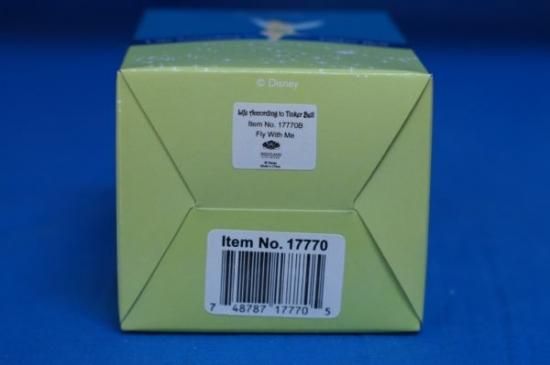 © Disney
Life According to Tinker Bell
Item No. 17770B
Fly With Me
© Disney
Item No. 17770
7 48787 17770 5